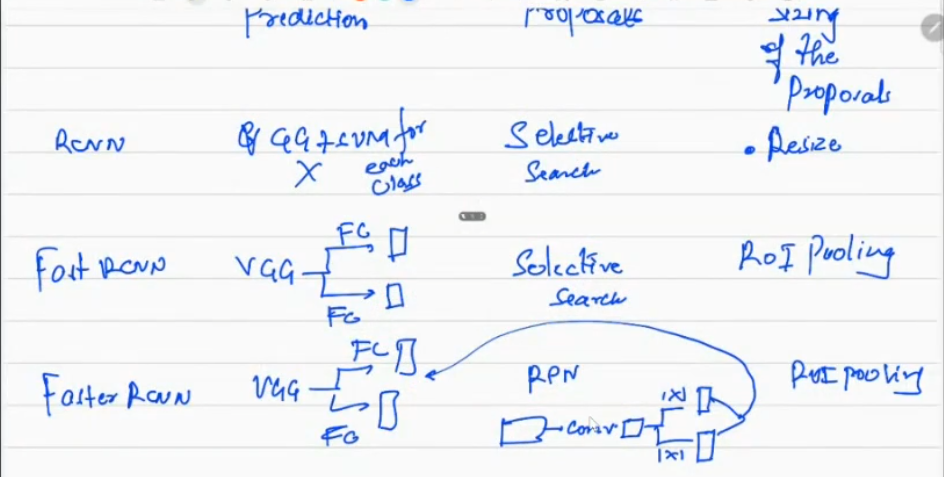 Prediction Proposals sizing
of the
Proposals
RCNN VGG + SVM for Selective • Resize
X each Search
class
FC
Fast RCNN VGG Selective RoI Pooling
Search
FC
FC
Faster RCNN VGG RPN RoI pooling
FC 1x1
conv
1x1